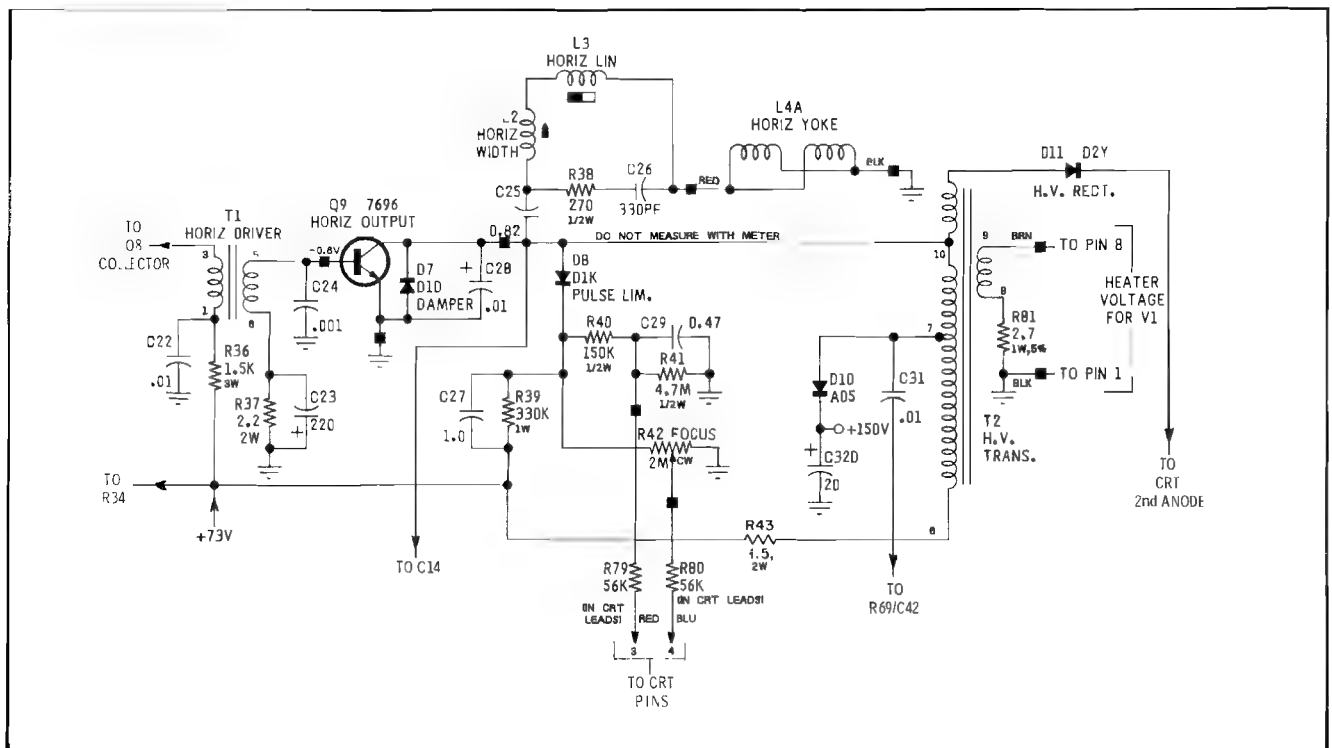 L3
HORIZ LIN
L2
HORIZ
WIDTH
L4A
HORIZ YOKE
C25
R38
270
1/2W
C26
330PF
RED
BLK
D11 D2Y
H.V. RECT.
Q9 7696
HORIZ OUTPUT
TO
Q8
COLLECTOR
T1
HORIZ DRIVER
3
5
1
6
-0.8V
0.82
DO NOT MEASURE WITH METER
D7
D1D
DAMPER
C28
+
.01
D8
D1K
PULSE LIM.
C24
.001
C22
.01
R36
1.5K
3W
R37
2.2
2W
C23
220
+
C27
1.0
R39
330K
1W
R40
150K
1/2W
C29 0.47
R41
4.7M
1/2W
R42 FOCUS
2M CW
D10
ADS
+150V
+
C32D
20
C31
.01
10
7
6
9
8
BRN
TO PIN 8
HEATER
VOLTAGE
FOR V1
R81
2.7
1W,5%
BLK
TO PIN 1
T2
H.V.
TRANS.
TO
CRT
2nd ANODE
TO
R34
+73V
TO C14
R43
2W
R79
56K
(IN CRT
LEADS)
RED
3
R80
56K
(IN CRT LEADS)
BLU
4
TO CRT
PINS
TO
R69/C42